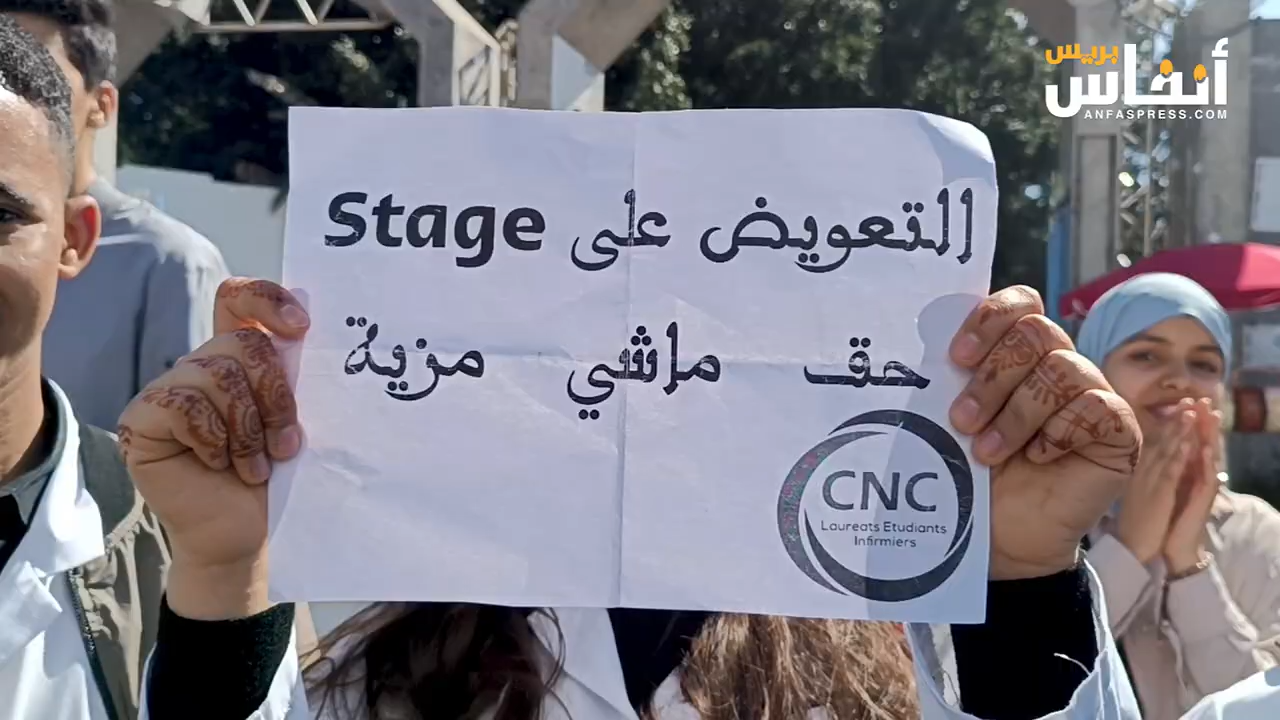 بريس
أنفاس
ANFASPRESS.COM
التعويض على Stage
حق ماشي مزية
CNC
Laureats Etudiants
Infirmiers